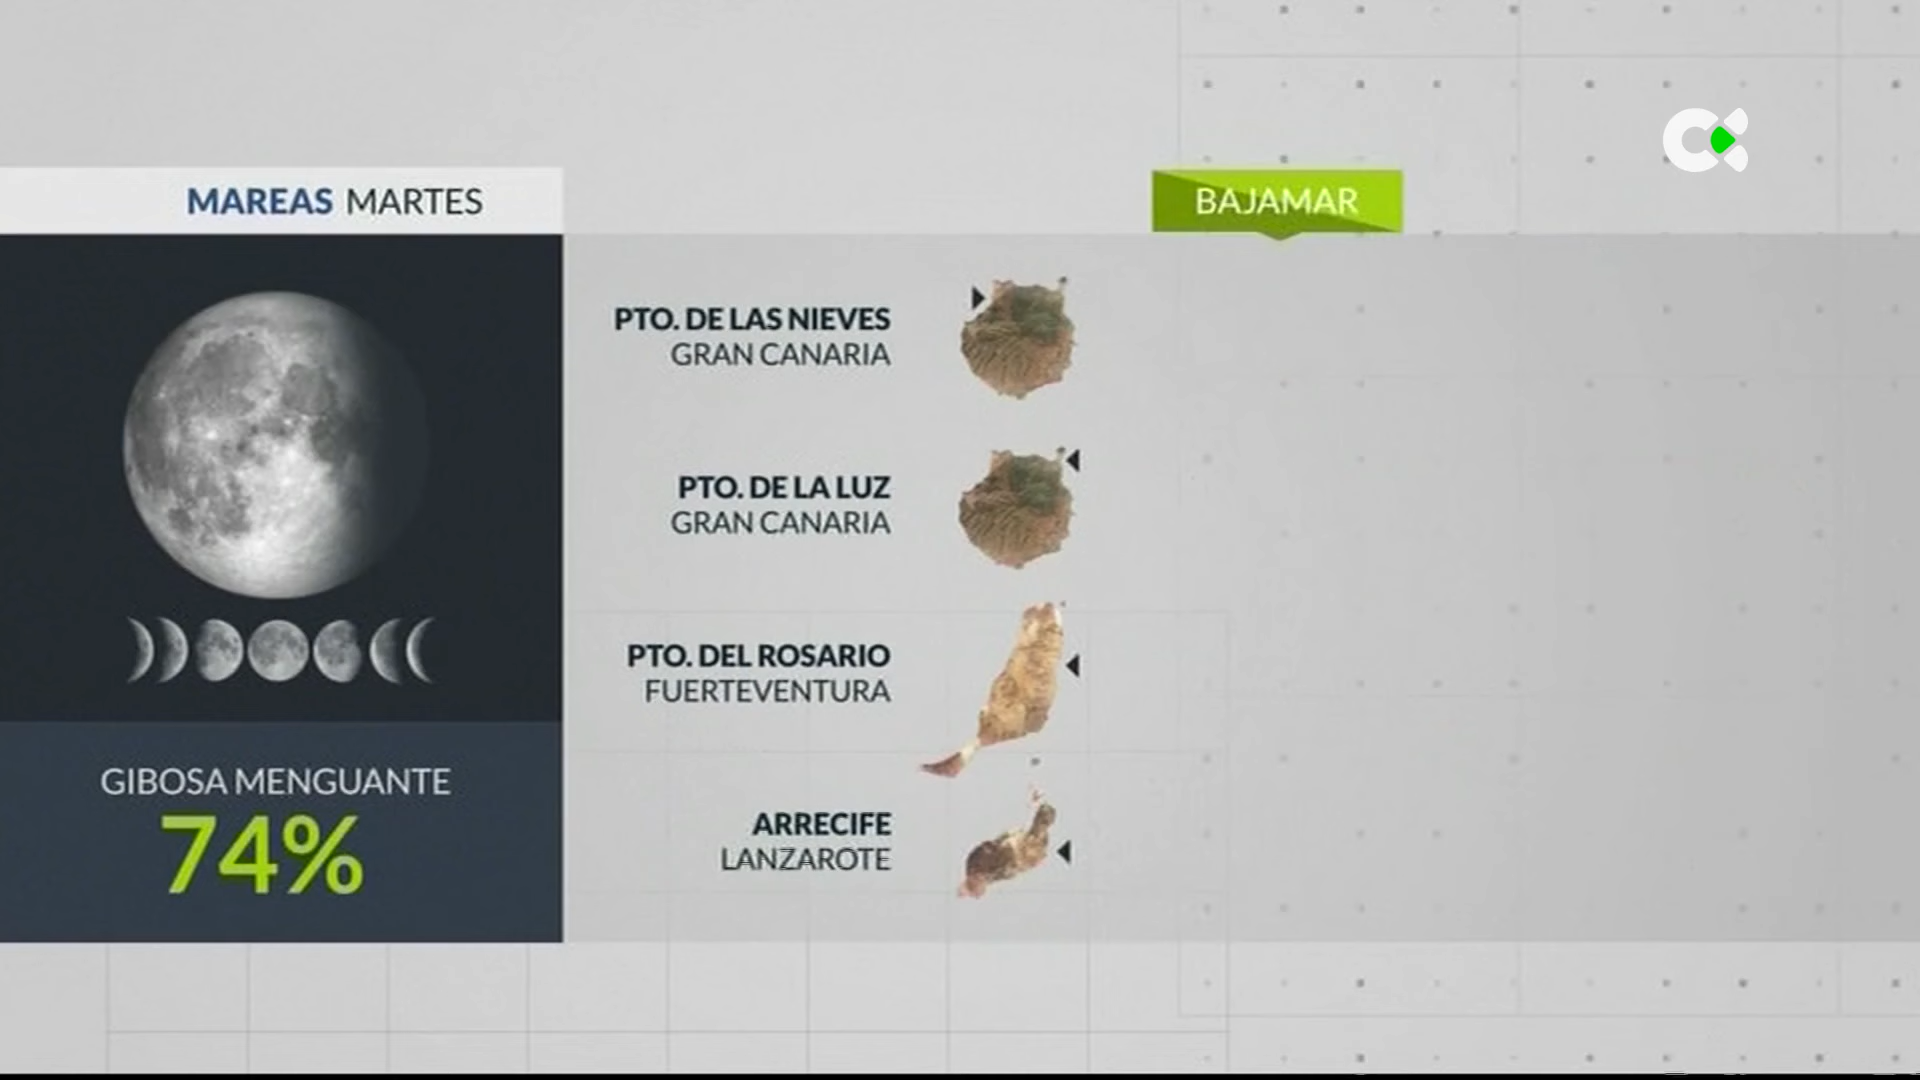 MAREAS MARTES
BAJAMAR
PTO. DE LAS NIEVES
GRAN CANARIA
PTO. DE LA LUZ
GRAN CANARIA
PTO. DEL ROSARIO
FUERTEVENTURA
ARRECIFE
LANZAROTE
GIBOSA MENGUANTE
74%